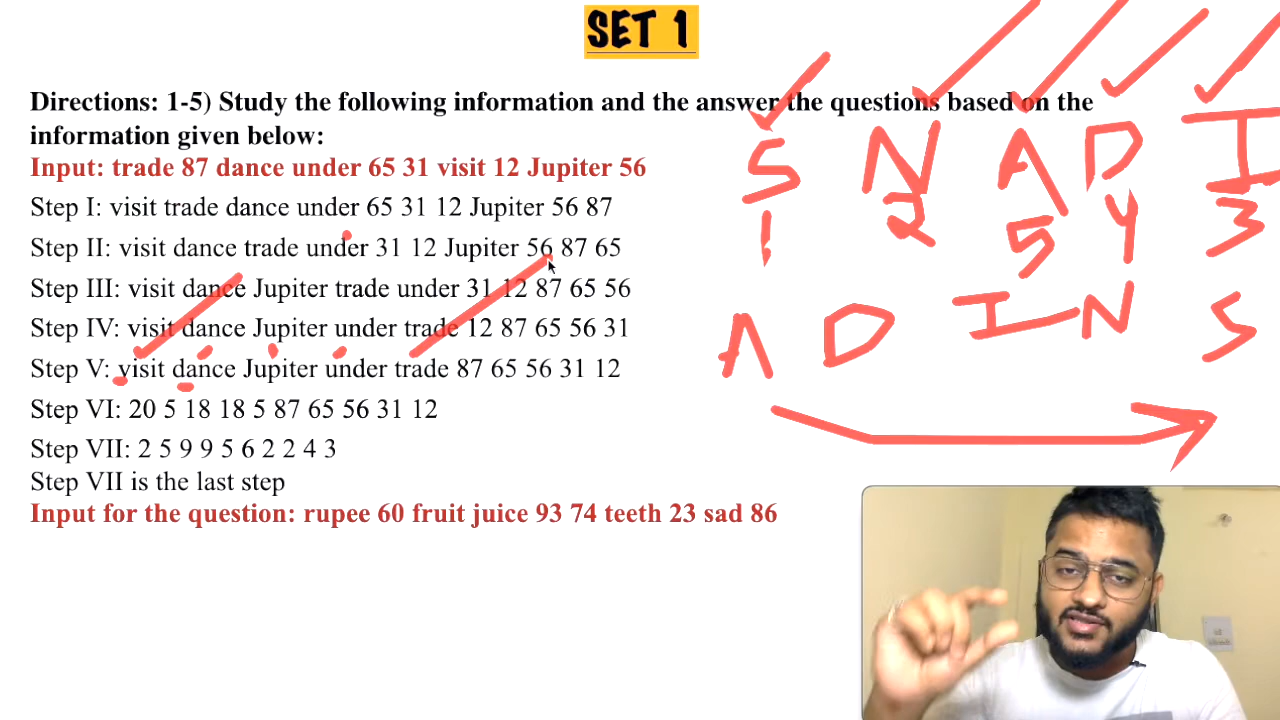 SET 1
Directions: 1-5) Study the following information and the answer the questions based on the
information given below:
Input: trade 87 dance under 65 31 visit 12 Jupiter 56
Step I: visit trade dance under 65 31 12 Jupiter 56 87
Step II: visit dance trade under 31 12 Jupiter 56 87 65
Step III: visit dance Jupiter trade under 31 12 87 65 56
Step IV: visit dance Jupiter under trade 12 87 65 56 31
Step V: visit dance Jupiter under trade 87 65 56 31 12
Step VI: 20 5 18 18 5 87 65 56 31 12
Step VII: 2 5 9 9 5 6 2 2 4 3
Step VII is the last step
Input for the question: rupee 60 fruit juice 93 74 teeth 23 sad 86
S N A D I
1 2 5 4 3
A D I N S